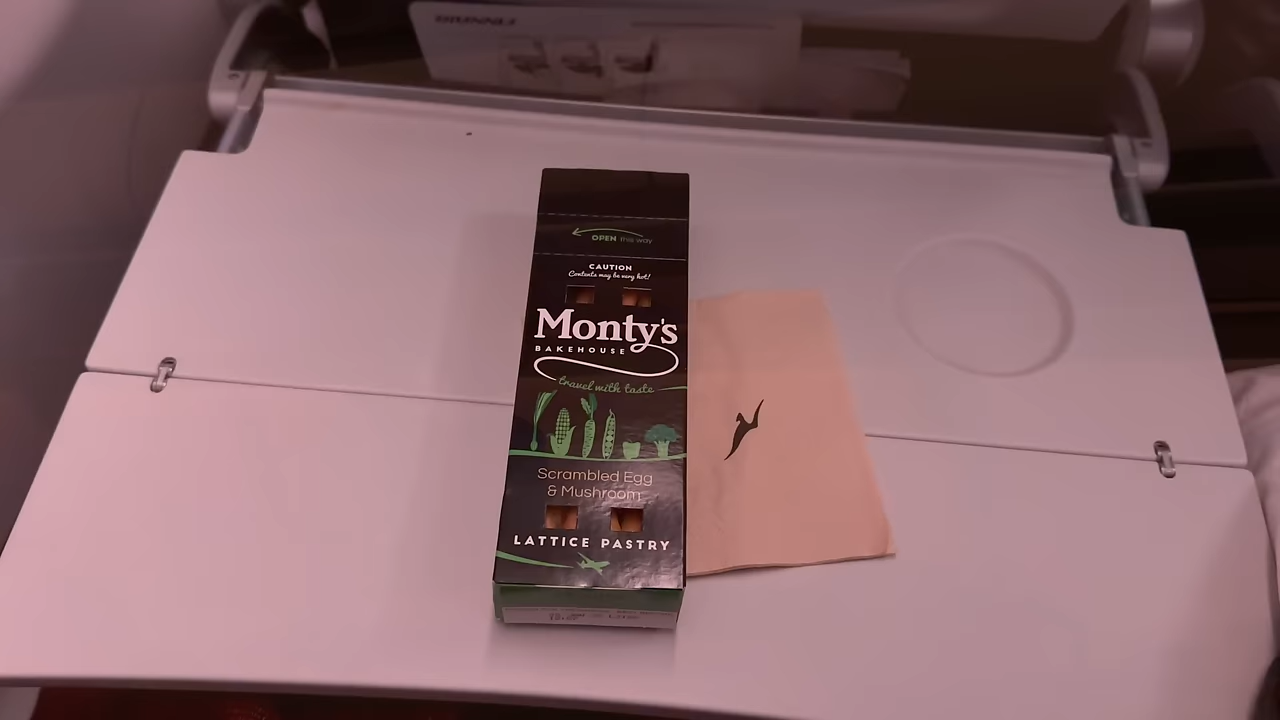 FINNAIR
OPEN this way
CAUTION
Contents may be very hot!
Monty's
BAKEHOUSE
travel with taste
Scrambled Egg
& Mushroom
LATTICE PASTRY